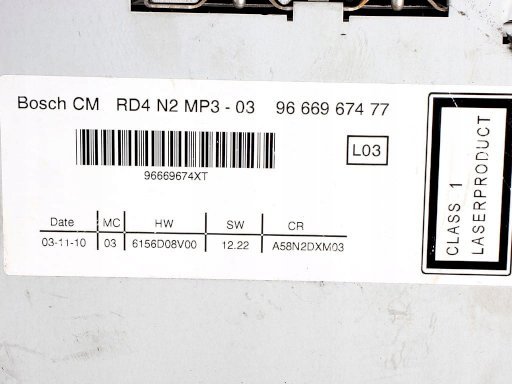 Bosch CM RD4 N2 MP3 - 03 96 669 674 77
L03
96669674XT
Date MC HW SW CR
03-11-10 03 6156D08V00 12.22 A58N2DXM03
CLASS 1
LASERPRODUCT